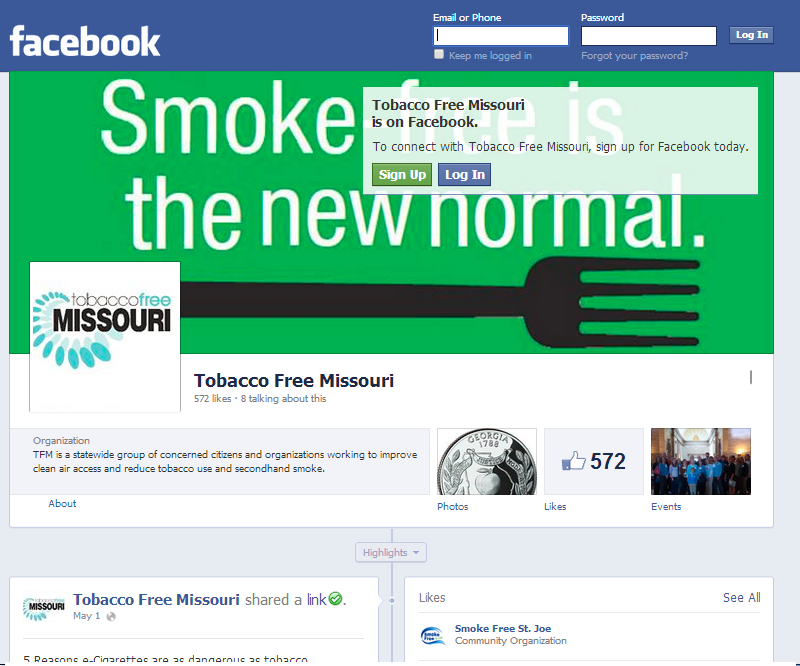 facebook
Email or Phone
Password
Log In
Keep me logged in
Forgot your password?
Smoke-free is
the new normal.
Tobacco Free Missouri
is on Facebook.
To connect with Tobacco Free Missouri, sign up for Facebook today.
Sign Up
Log In
tobaccofree
MISSOURI
Tobacco Free Missouri
572 likes · 8 talking about this
Organization
TFM is a statewide group of concerned citizens and organizations working to improve
clean air access and reduce tobacco use and secondhand smoke.
About
GEORGIA
1788
Photos
572
Likes
Events
Highlights
tobaccofree
MISSOURI
Tobacco Free Missouri shared a link.
May 1
5 Reasons e-Cigarettes are as dangerous as tobacco
Likes
See All
Smoke
Free
Smoke Free St. Joe
Community Organization